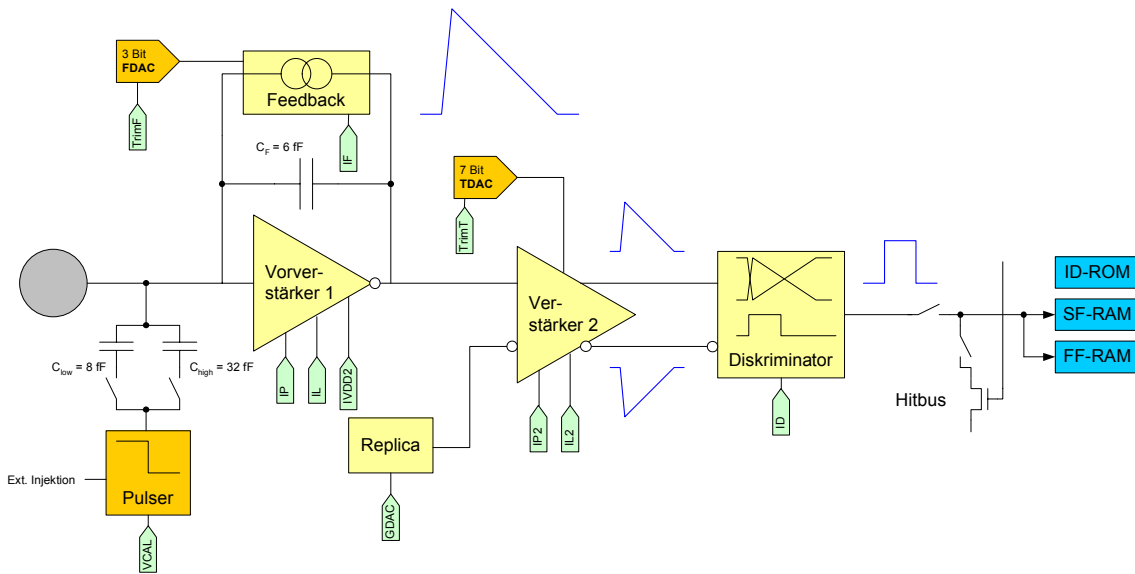 3 Bit
FDAC
TrimF
Feedback
IF
C_F = 6 fF
7 Bit
TDAC
TrimT
Vorver-
stärker 1
IP
IL
IVDD2
Ver-
stärker 2
IP2
IL2
Diskriminator
ID
ID-ROM
SF-RAM
FF-RAM
Hitbus
C_low = 8 fF
C_high = 32 fF
Replica
GDAC
Ext. Injektion
Pulser
VCAL